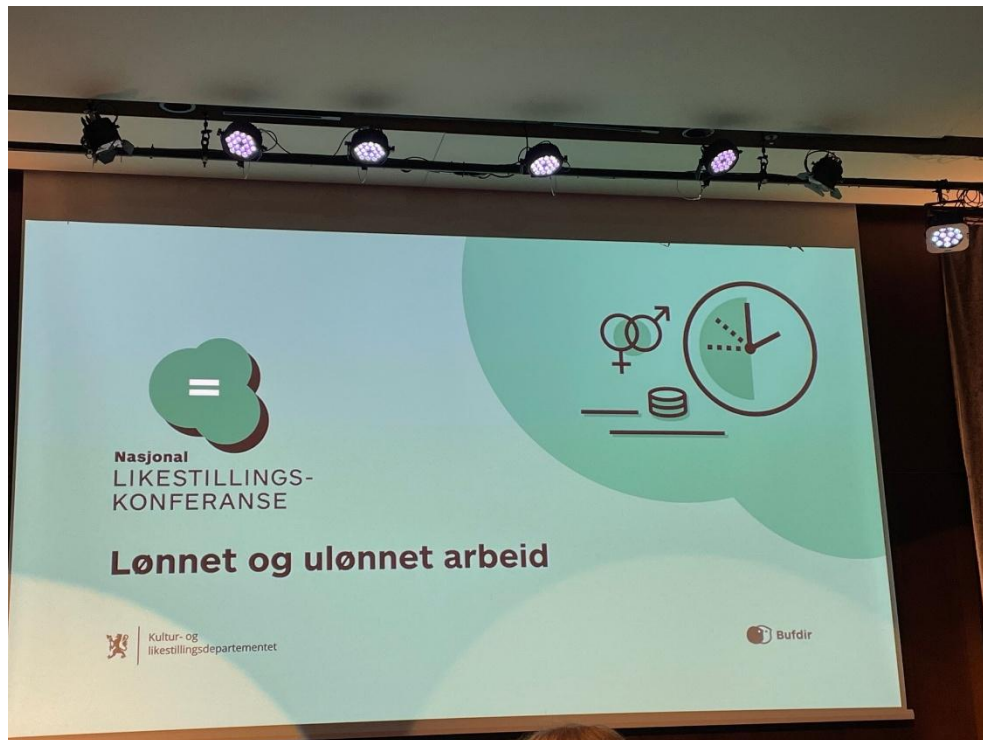 =
Nasjonal
LIKESTILLINGS-
KONFERANSE
Lønnet og ulønnet arbeid
Kultur- og
likestillingsdepartementet
Bufdir